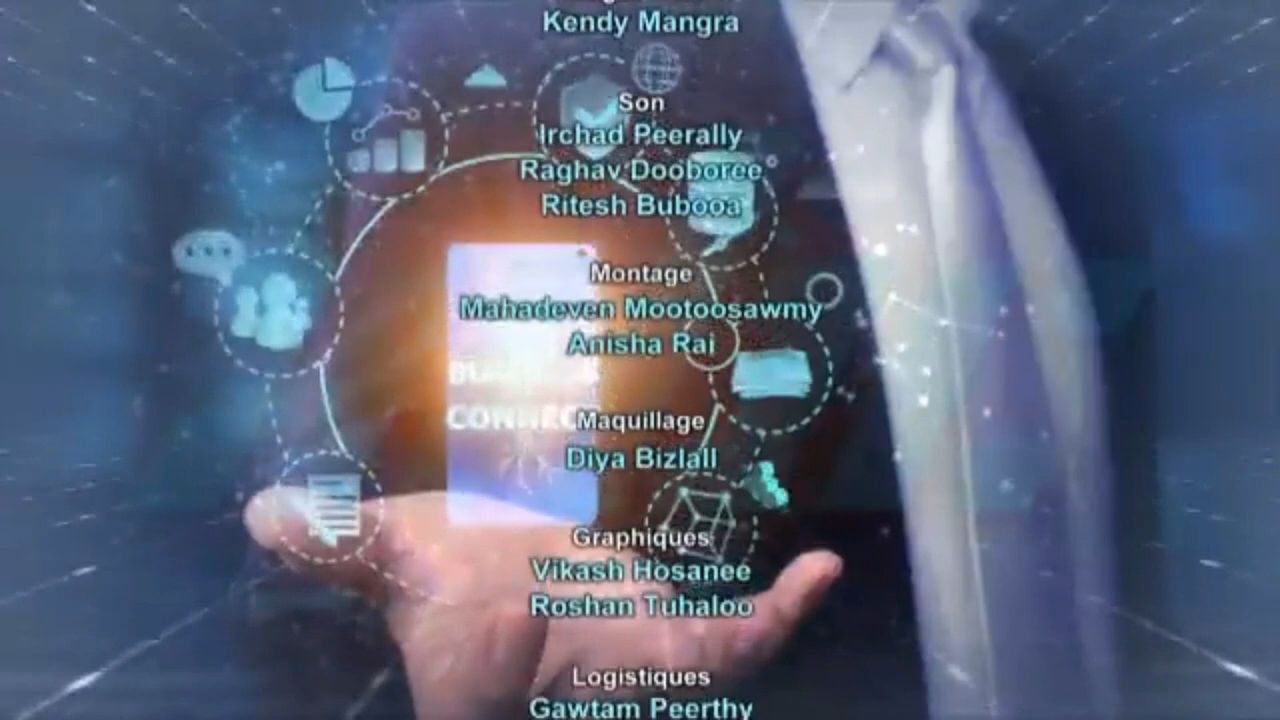 Kendy Mangra
Son
Irchad Peerally
Raghav Dooboree
Ritesh Bubooa
Montage
Mahadeven Mootoosawmy
Anisha Rai
Maquillage
Diya Bizlall
Graphiques
Vikash Hosanee
Roshan Tuhaloo
Logistiques
Gawtam Peerthy